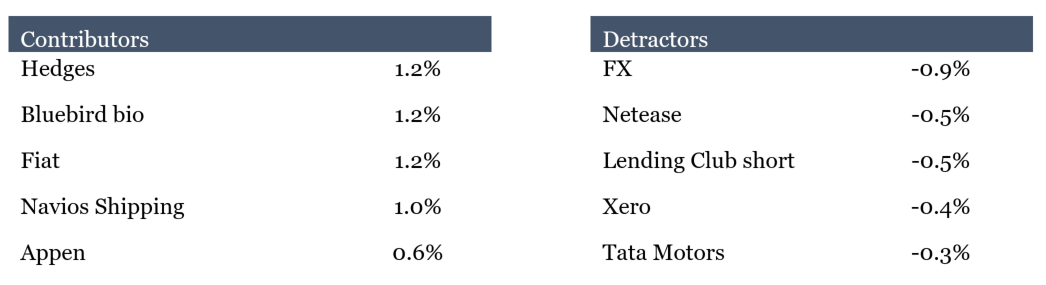 Contributors
Hedges 1.2%
Bluebird bio 1.2%
Fiat 1.2%
Navios Shipping 1.0%
Appen 0.6%
Detractors
FX -0.9%
Netease -0.5%
Lending Club short -0.5%
Xero -0.4%
Tata Motors -0.3%